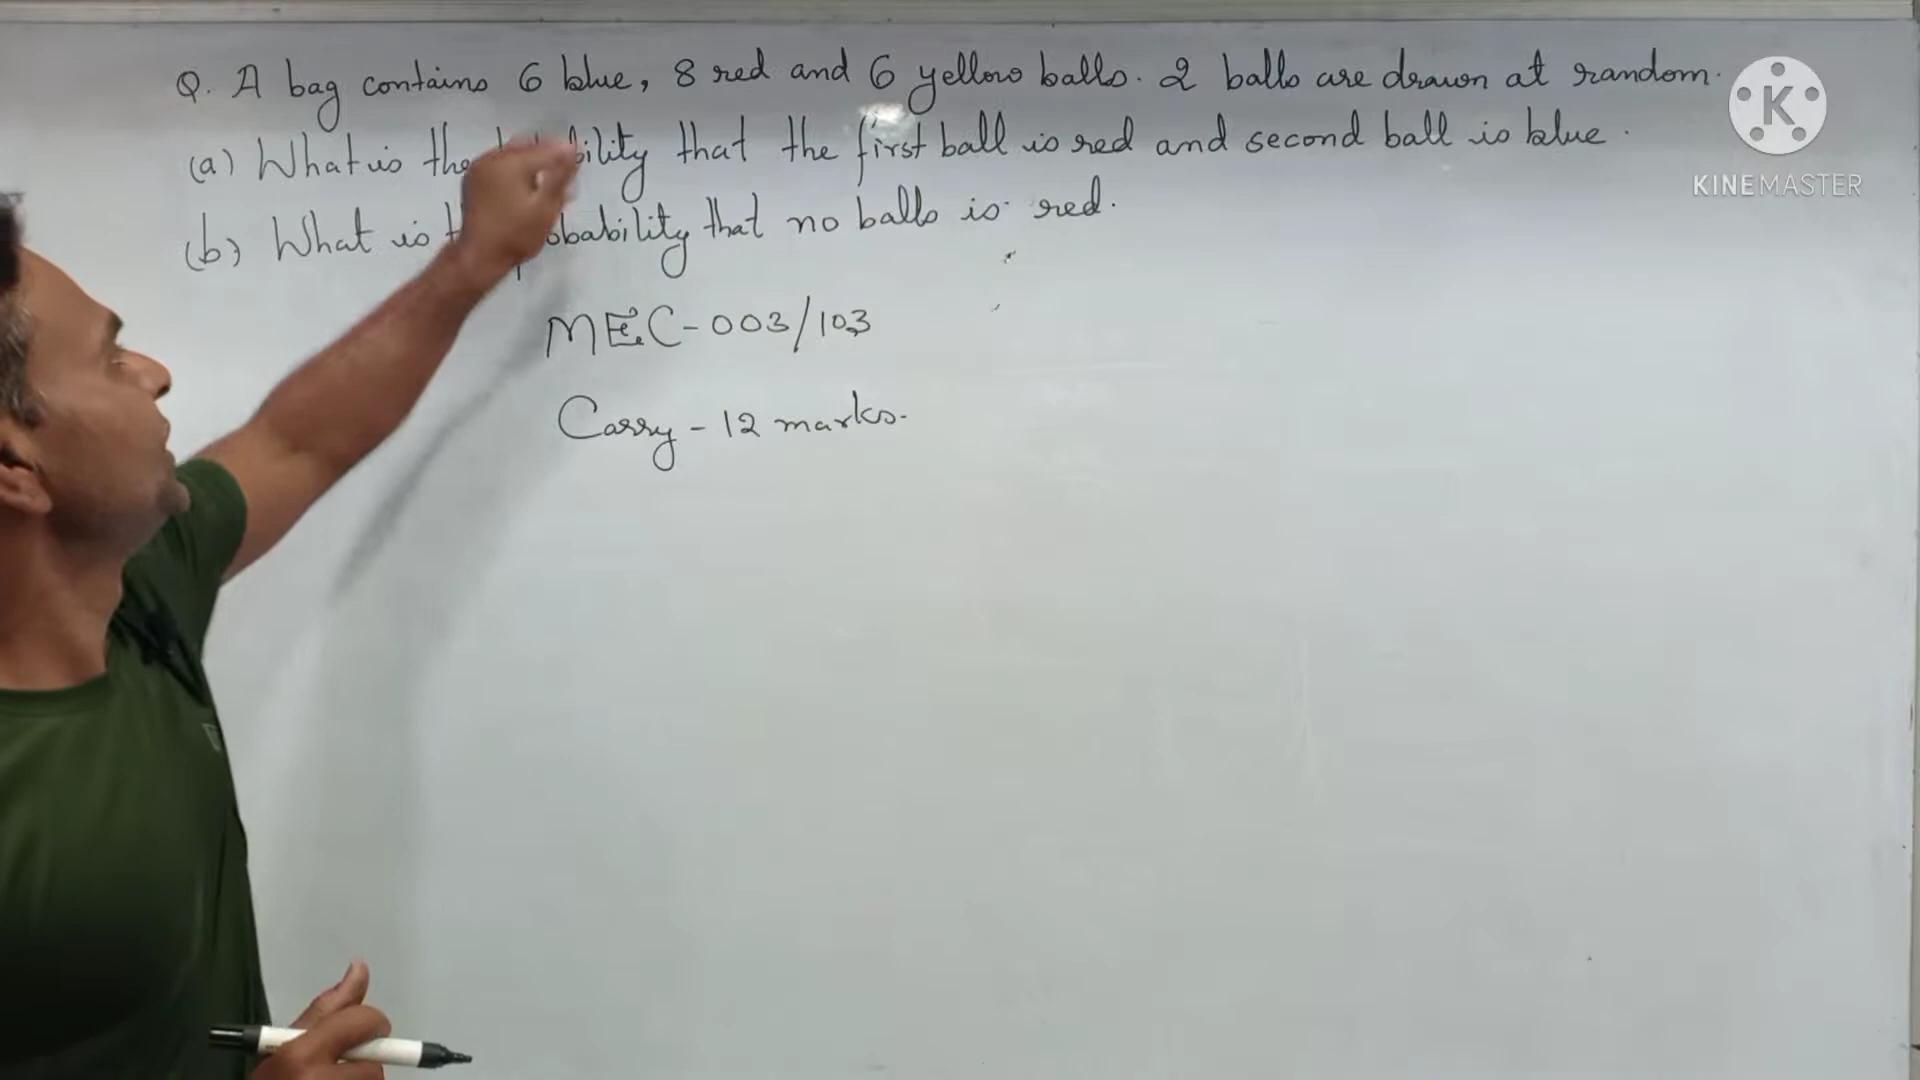 Q. A bag contains 6 blue, 8 red and 6 yellow balls. 2 balls are drawn at random.
(a) What is the that the first ball is red and second ball is blue.
(b) What is that no balls is red.
MEC-003/103
Carry - 12 marks.
K
KINEMASTER